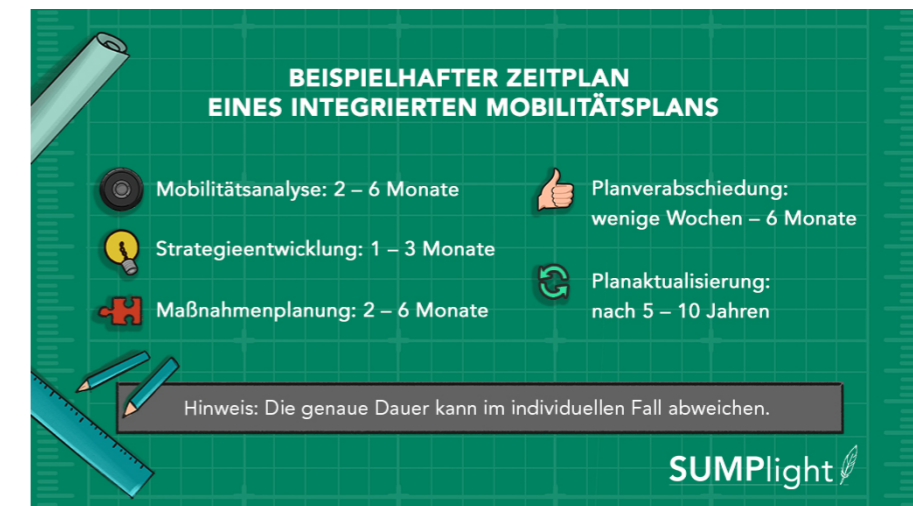 BEISPIELHAFTER ZEITPLAN
EINES INTEGRIERTEN MOBILITÄTSPLANS
Mobilitätsanalyse: 2 – 6 Monate
Strategieentwicklung: 1 – 3 Monate
Maßnahmenplanung: 2 – 6 Monate
Planverabschiedung:
wenige Wochen – 6 Monate
Planaktualisierung:
nach 5 – 10 Jahren
Hinweis: Die genaue Dauer kann im individuellen Fall abweichen.
SUMPlight